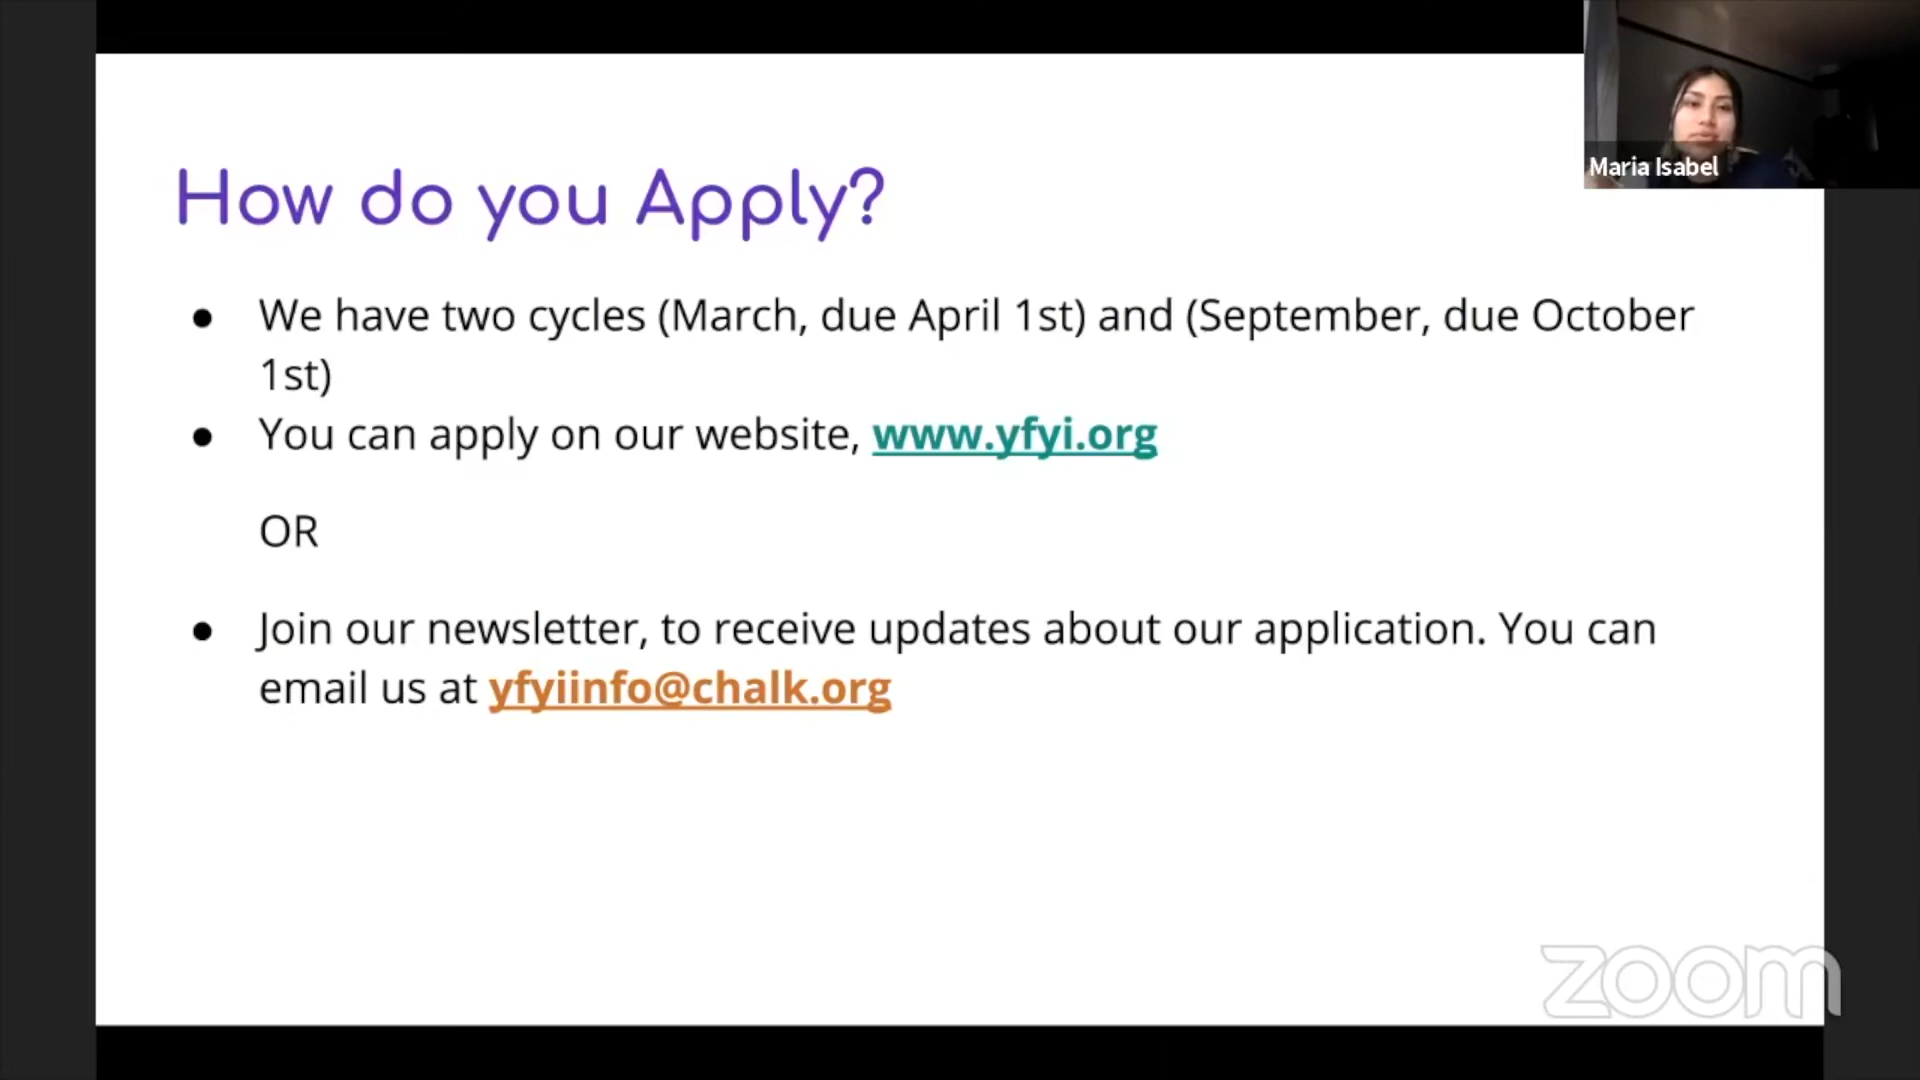 Maria Isabel
How do you Apply?
● We have two cycles (March, due April 1st) and (September, due October
1st)
● You can apply on our website, www.yfyi.org
OR
● Join our newsletter, to receive updates about our application. You can
email us at yfyiinfo@chalk.org
zoom